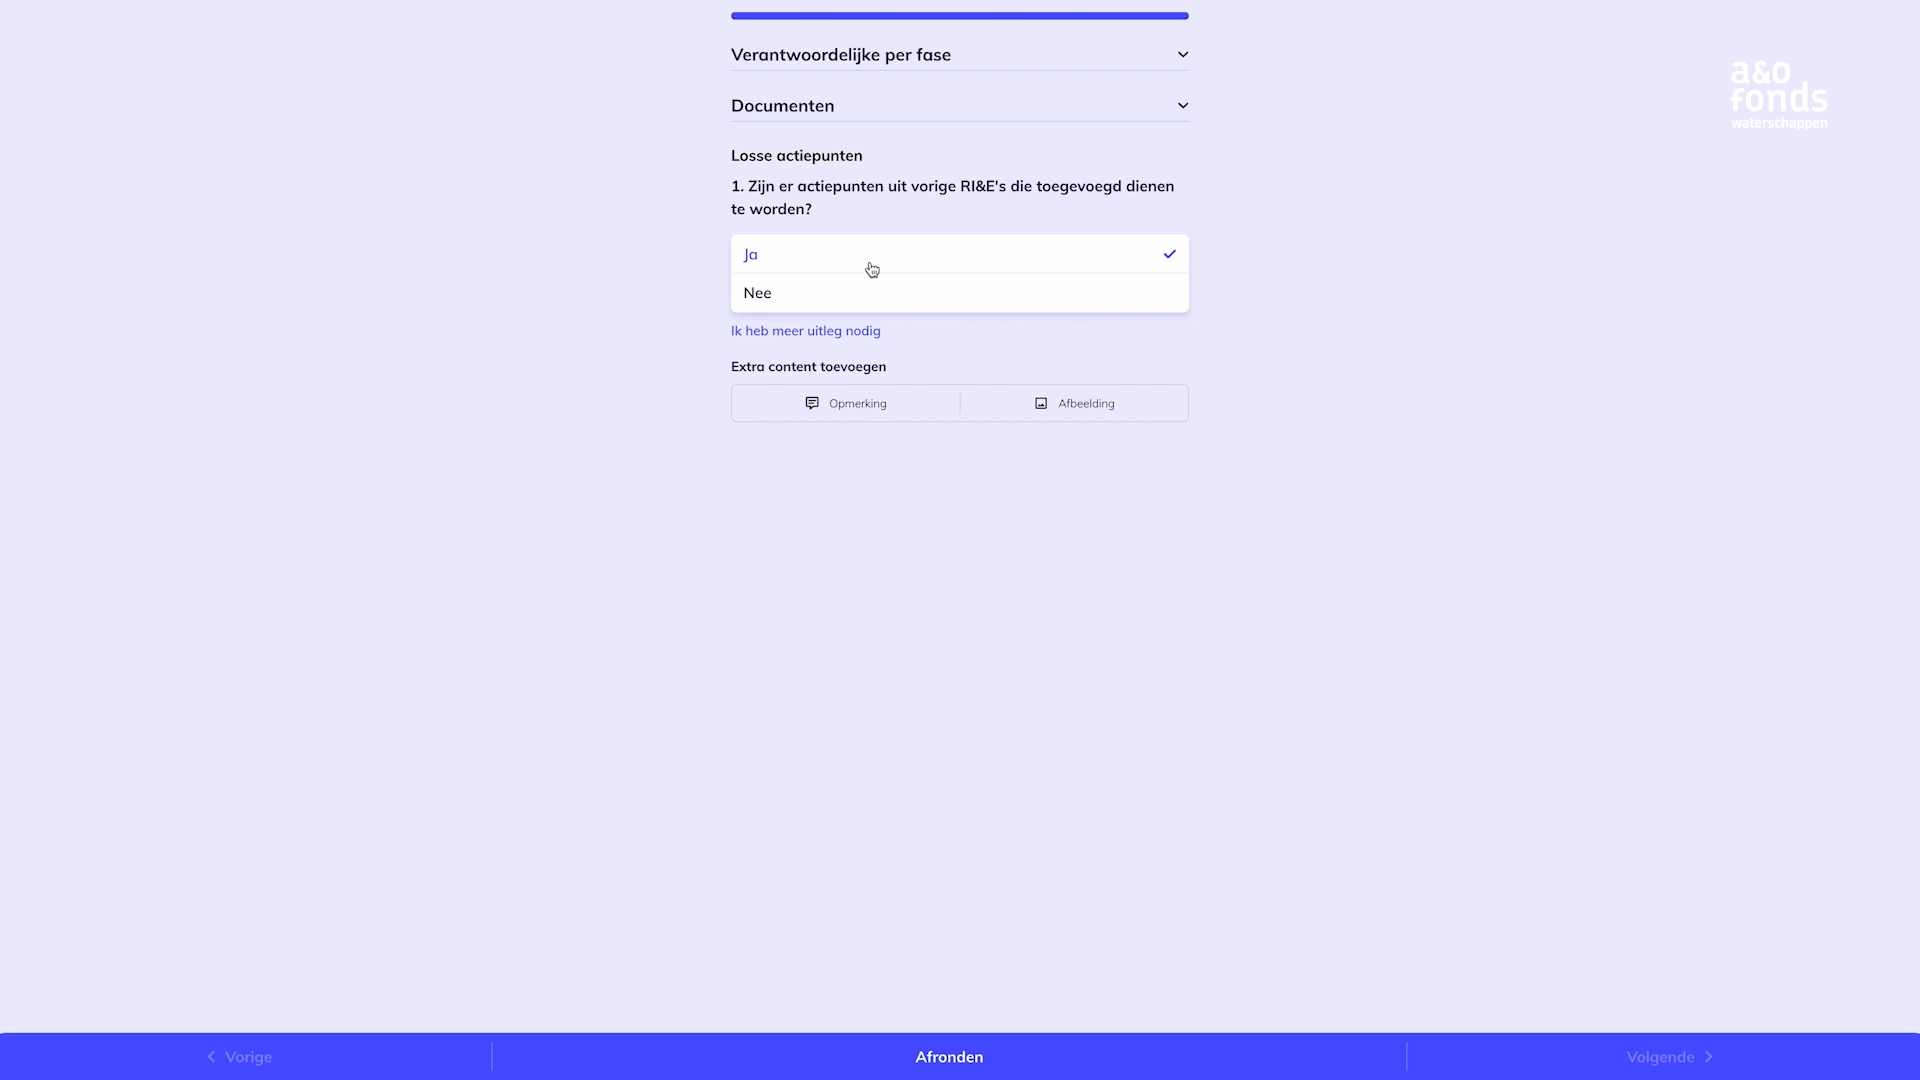 Verantwoordelijke per fase
Documenten
a&o
fonds
waterschappen
Losse actiepunten
1. Zijn er actiepunten uit vorige RI&E's die toegevoegd dienen
te worden?
Ja
Nee
Ik heb meer uitleg nodig
Extra content toevoegen
Opmerking
Afbeelding
Vorige
Afronden
Volgende